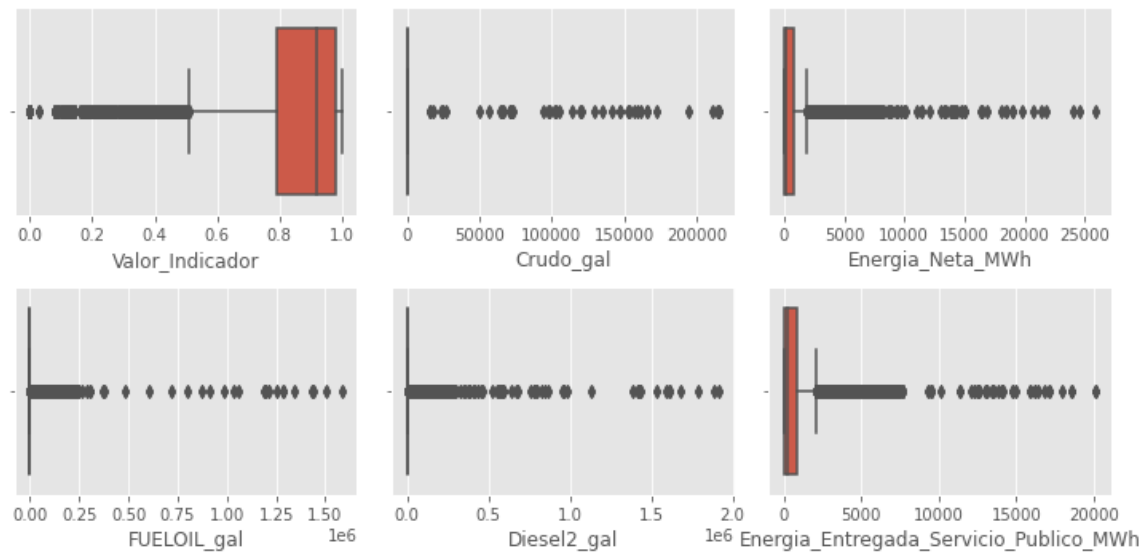 0.0 0.2 0.4 0.6 0.8 1.0
Valor_Indicador
0 50000 100000 150000 200000
Crudo_gal
0 5000 10000 15000 20000 25000
Energia_Neta_MWh
0.00 0.25 0.50 0.75 1.00 1.25 1.50
1e6
FUELOIL_gal
0.0 0.5 1.0 1.5 2.0
1e6
Diesel2_gal
0 5000 10000 15000 20000
Energia_Entregada_Servicio_Publico_MWh